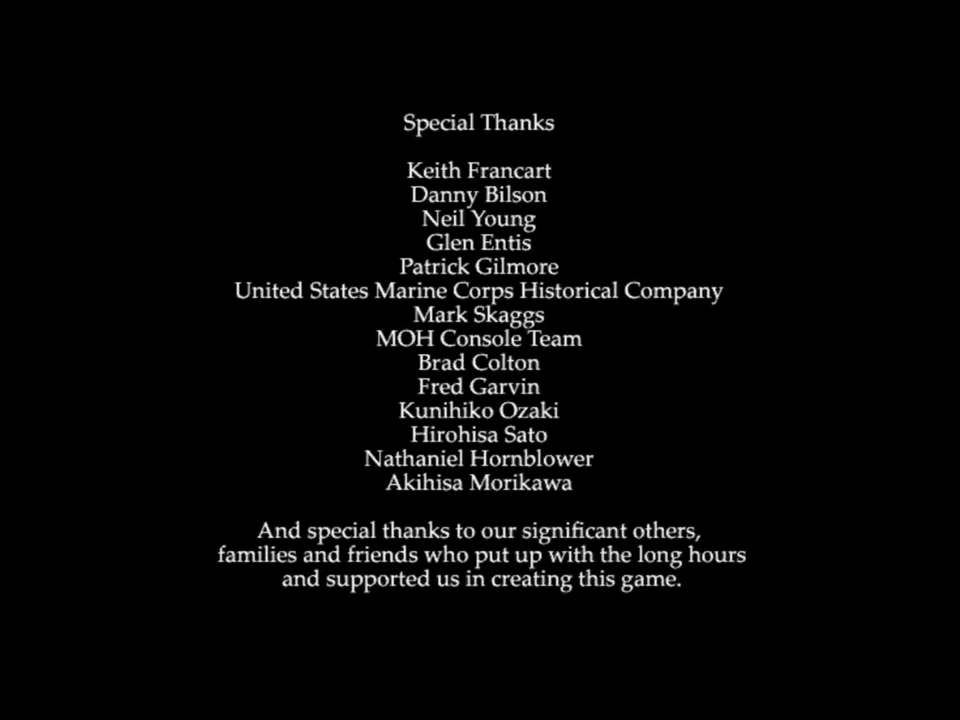 Special Thanks
Keith Francart
Danny Bilson
Neil Young
Glen Entis
Patrick Gilmore
United States Marine Corps Historical Company
Mark Skaggs
MOH Console Team
Brad Colton
Fred Garvin
Kunihiko Ozaki
Hirohisa Sato
Nathaniel Hornblower
Akihisa Morikawa
And special thanks to our significant others,
families and friends who put up with the long hours
and supported us in creating this game.